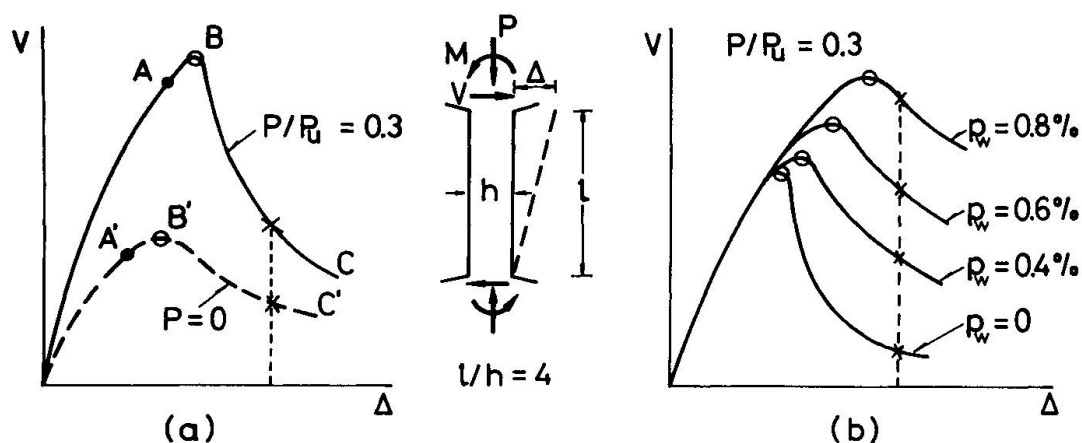 V
A
B
P/Pu = 0.3
A'
B'
P=0
C
C'
Δ
(a)
P
M
Δ
V
h
l
l/h = 4
V
P/Pu = 0.3
pw = 0.8%
pw = 0.6%
pw = 0.4%
pw = 0
Δ
(b)